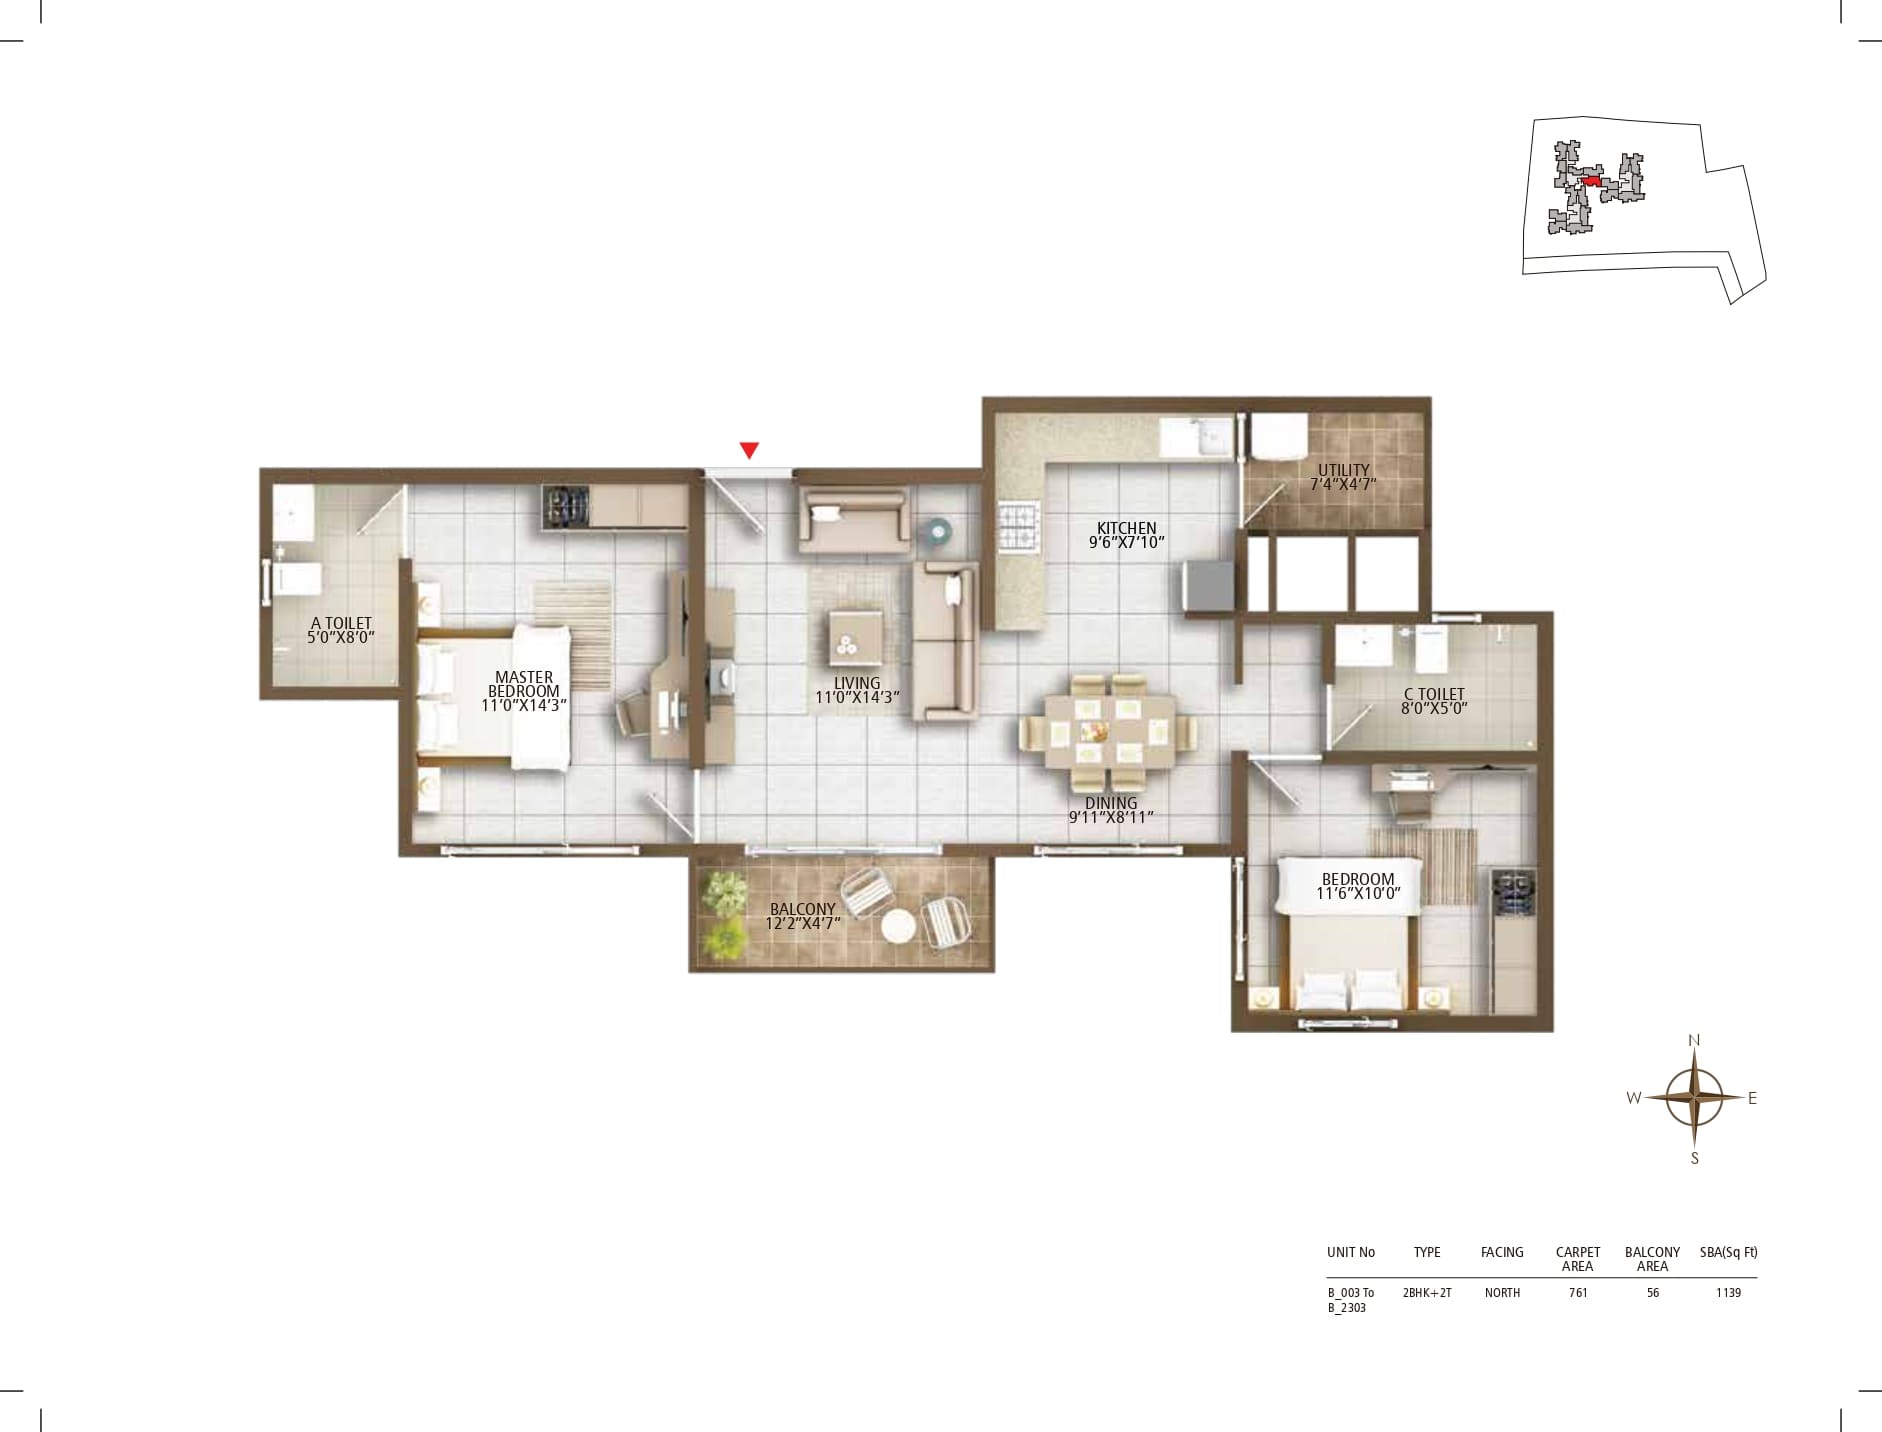 UTILITY
7'4"X4'7"
KITCHEN
9'6"X7'10"
A TOILET
5'0"X8'0"
MASTER
BEDROOM
11'0"X14'3"
LIVING
11'0"X14'3"
C TOILET
8'0"X5'0"
DINING
9'11"X8'11"
BEDROOM
11'6"X10'0"
BALCONY
12'2"X4'7"
N
W E
S
UNIT No TYPE FACING CARPET AREA BALCONY AREA SBA(Sq Ft)
B_003 To B_2303 2BHK+2T NORTH 761 56 1139